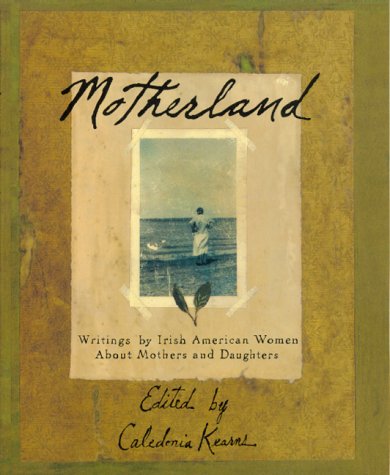 Motherland
Writings by Irish American Women
About Mothers and Daughters
Edited by
Caledonia Kearns